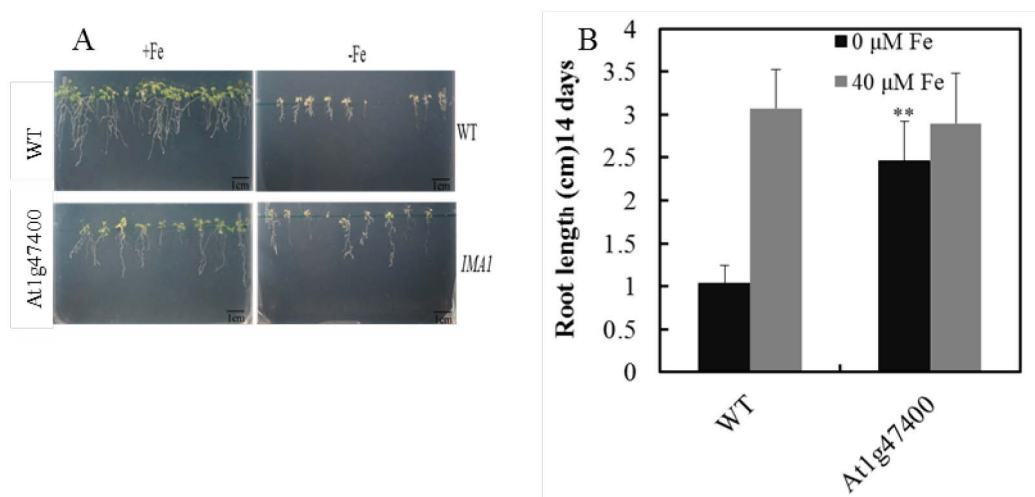 A
+Fe
-Fe
WT
WT
1cm
1cm
At1g47400
IMA1
1cm
1cm
B
0 μM Fe
40 μM Fe
**
Root length (cm)14 days
4
3.5
3
2.5
2
1.5
1
0.5
0
WT
At1g47400